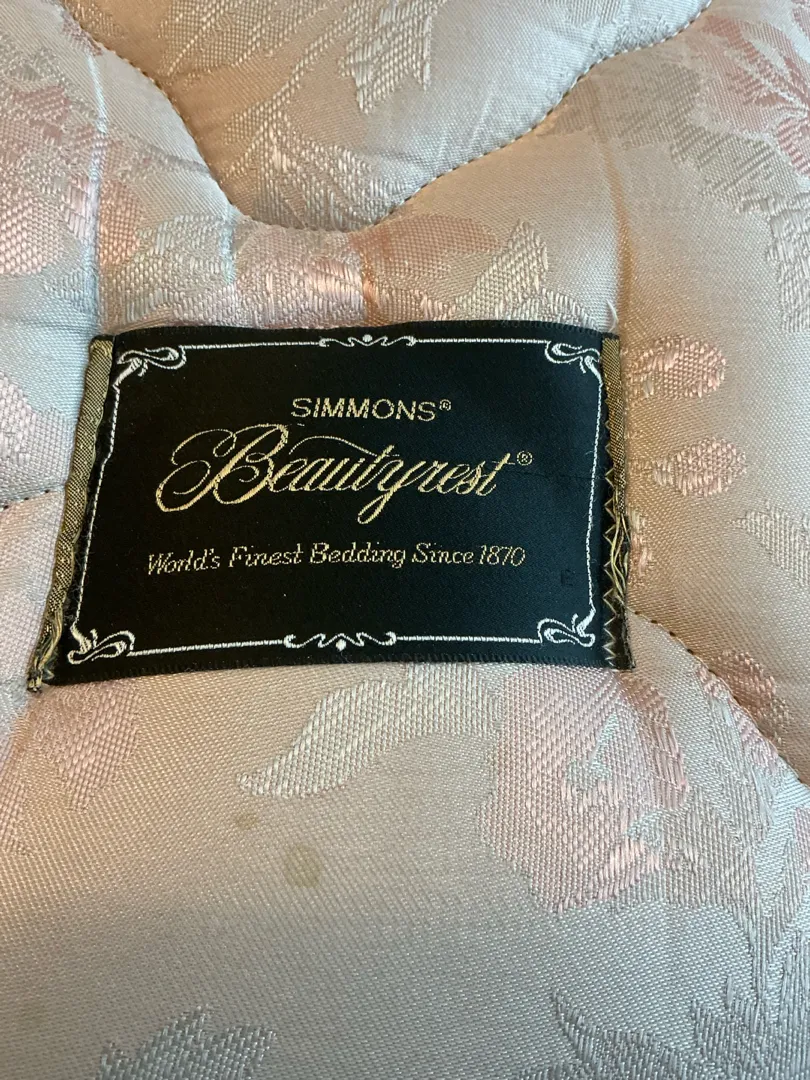 SIMMONS®
Beautyrest®
World's Finest Bedding Since 1870